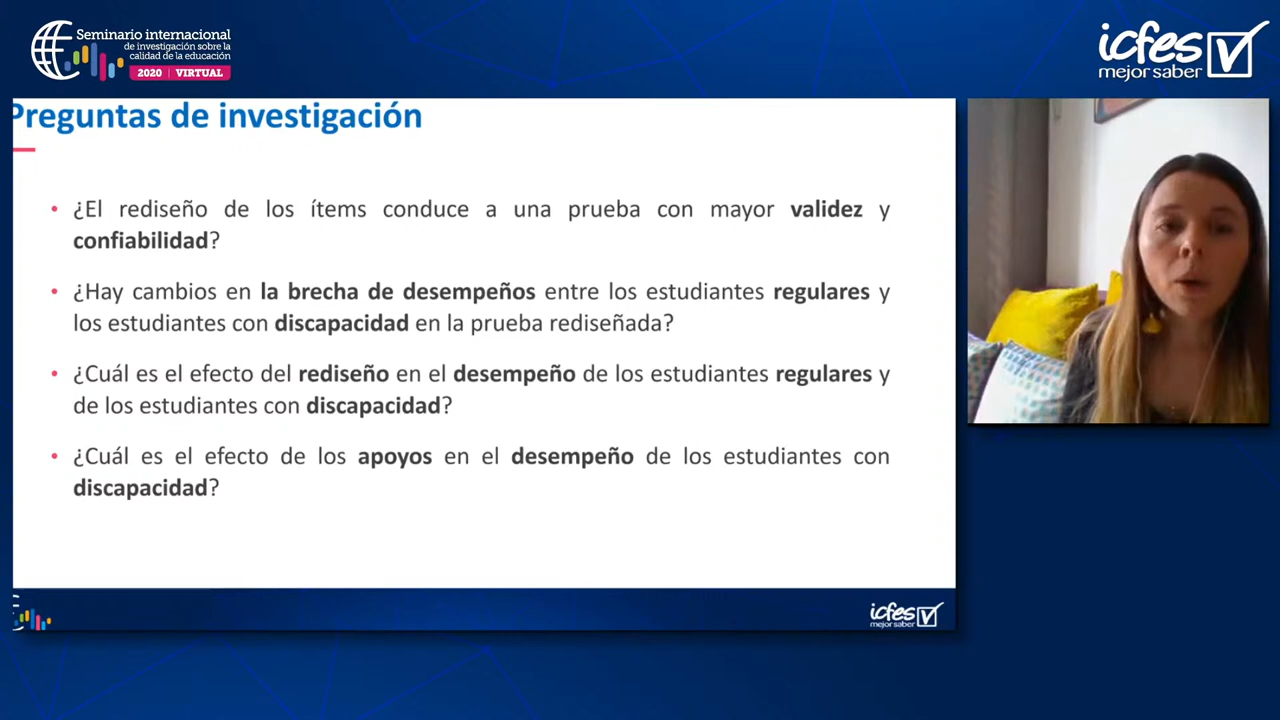 Seminario internacional
de investigación sobre la
calidad de la educación
2020 | VIRTUAL
icfes
mejor saber
Preguntas de investigación
• ¿El rediseño de los ítems conduce a una prueba con mayor validez y
confiabilidad?
• ¿Hay cambios en la brecha de desempeños entre los estudiantes regulares y
los estudiantes con discapacidad en la prueba rediseñada?
• ¿Cuál es el efecto del rediseño en el desempeño de los estudiantes regulares y
de los estudiantes con discapacidad?
• ¿Cuál es el efecto de los apoyos en el desempeño de los estudiantes con
discapacidad?
icfes
mejor saber